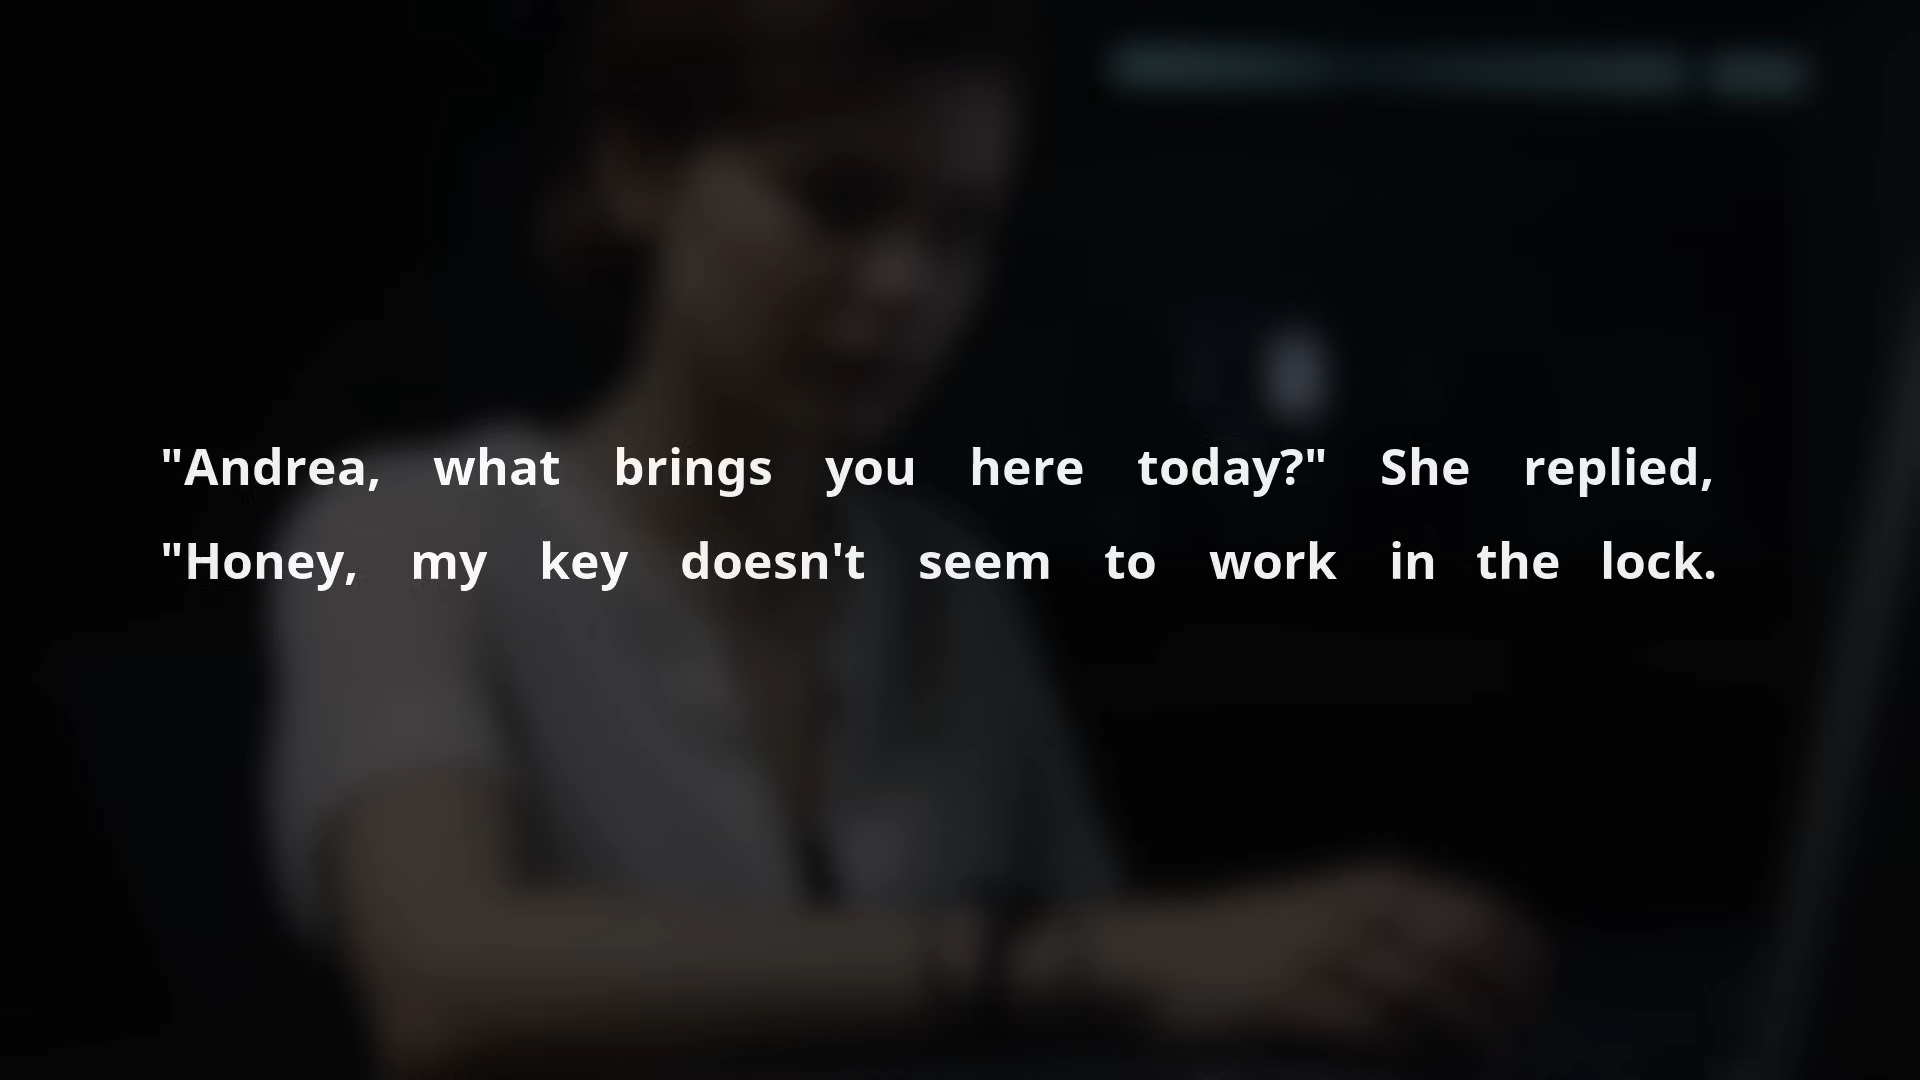 "Andrea, what brings you here today?" She replied,
"Honey, my key doesn't seem to work in the lock.